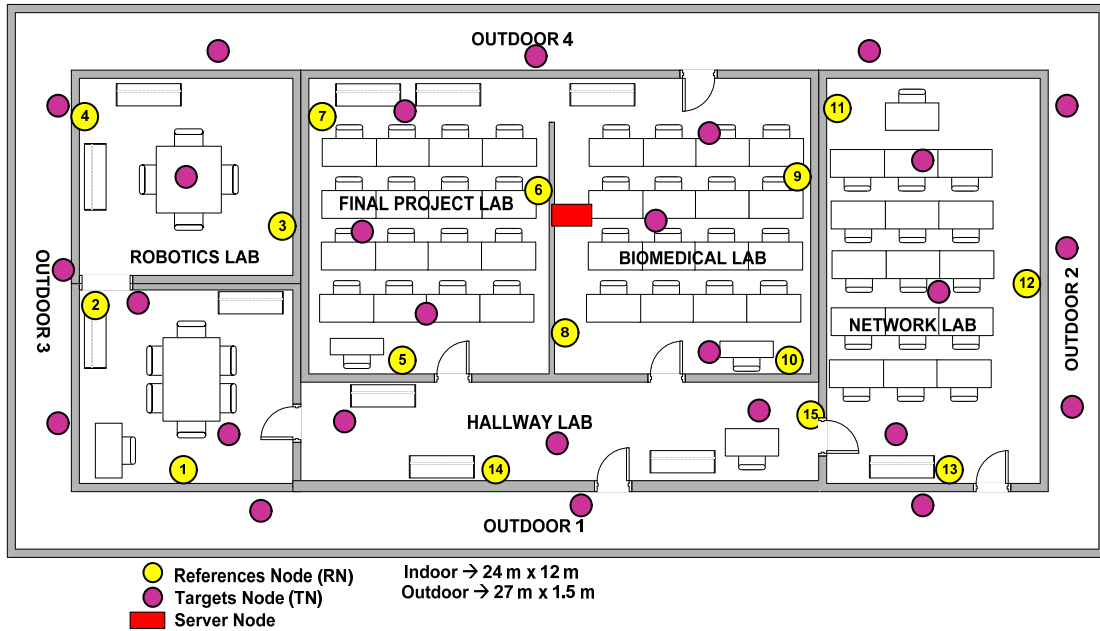 OUTDOOR 4
4
7
11
9
6
FINAL PROJECT LAB
3
ROBOTICS LAB
BIOMEDICAL LAB
OUTDOOR 3
2
12
OUTDOOR 2
NETWORK LAB
8
5
10
15
HALLWAY LAB
1
14
13
OUTDOOR 1
References Node (RN)
Indoor → 24 m x 12 m
Targets Node (TN)
Outdoor → 27 m x 1.5 m
Server Node